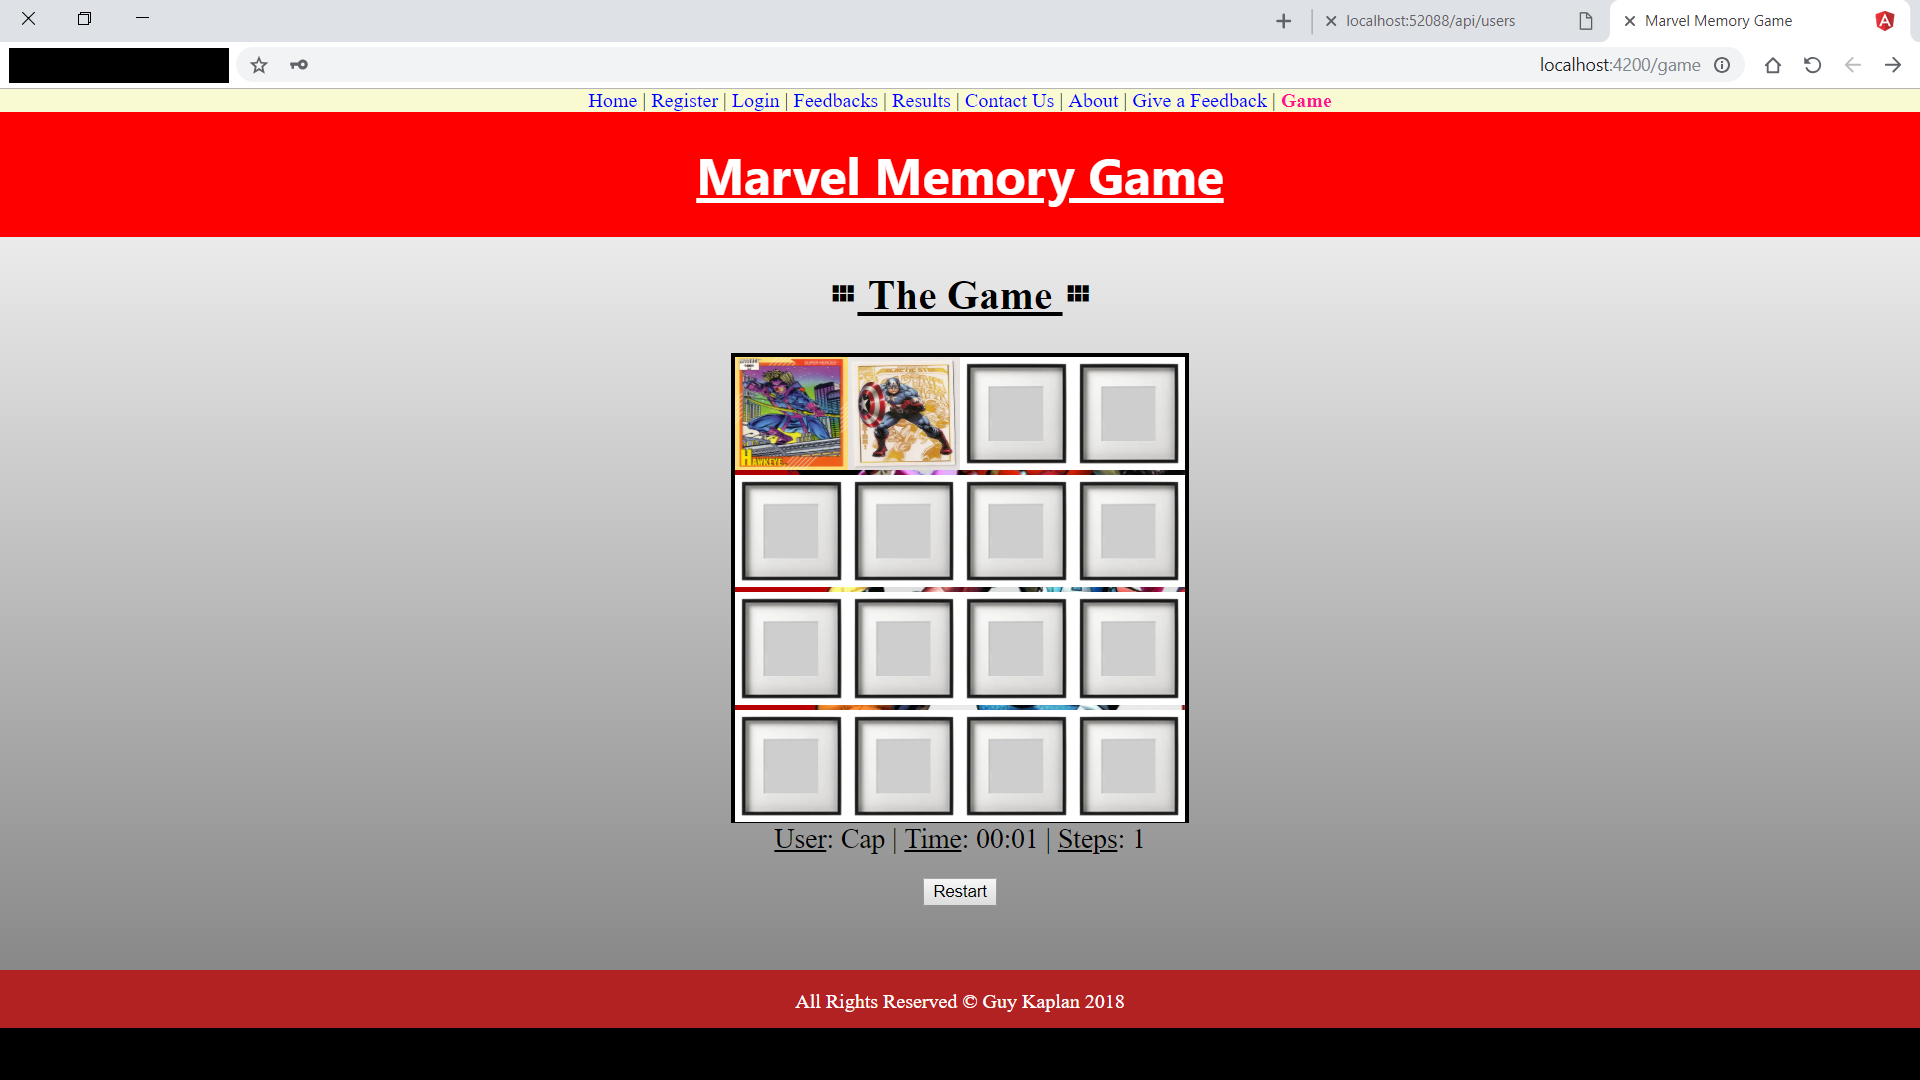 localhost:52088/api/users
Marvel Memory Game
localhost:4200/game
Home | Register | Login | Feedbacks | Results | Contact Us | About | Give a Feedback | Game
Marvel Memory Game
The Game
SUPER HEROES
HAWKEYE
User: Cap | Time: 00:01 | Steps: 1
Restart
All Rights Reserved © Guy Kaplan 2018